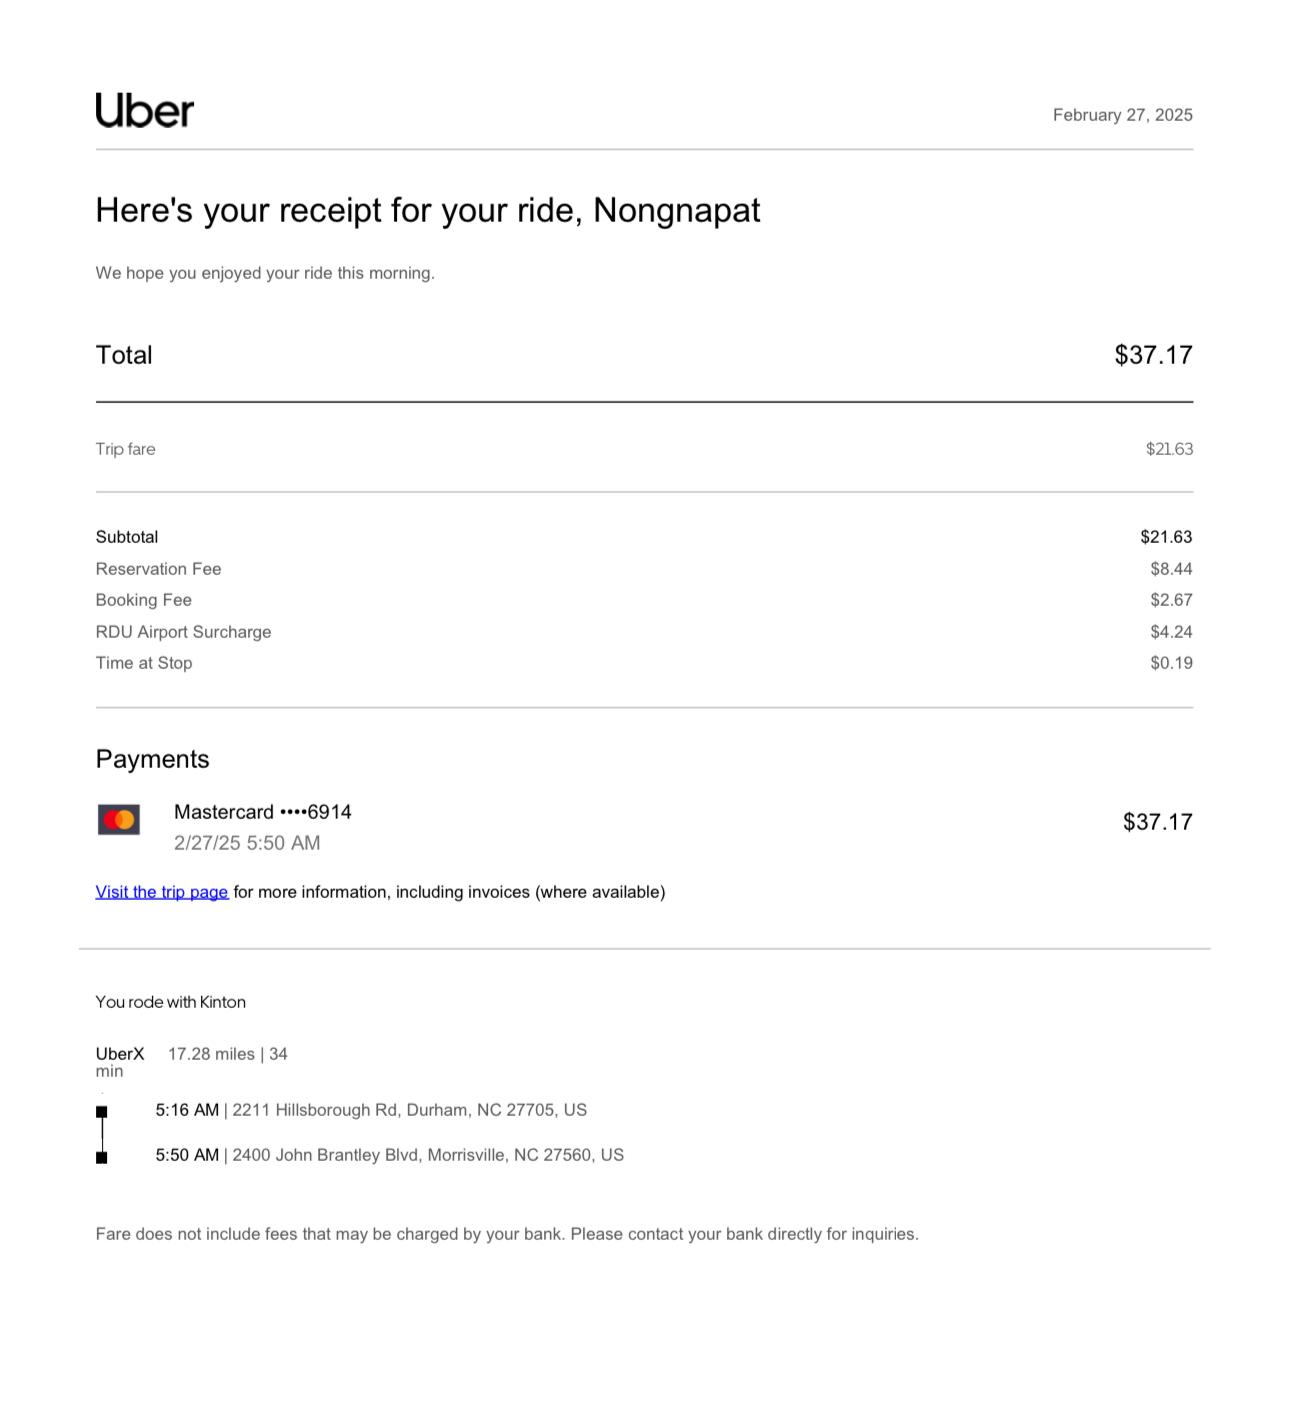 Uber
February 27, 2025
Here's your receipt for your ride, Nongnapat
We hope you enjoyed your ride this morning.
Total $37.17
Trip fare $21.63
Subtotal $21.63
Reservation Fee $8.44
Booking Fee $2.67
RDU Airport Surcharge $4.24
Time at Stop $0.19
Payments
Mastercard ••••6914 $37.17
2/27/25 5:50 AM
Visit the trip page for more information, including invoices (where available)
You rode with Kinton
UberX 17.28 miles | 34
min
5:16 AM | 2211 Hillsborough Rd, Durham, NC 27705, US
5:50 AM | 2400 John Brantley Blvd, Morrisville, NC 27560, US
Fare does not include fees that may be charged by your bank. Please contact your bank directly for inquiries.